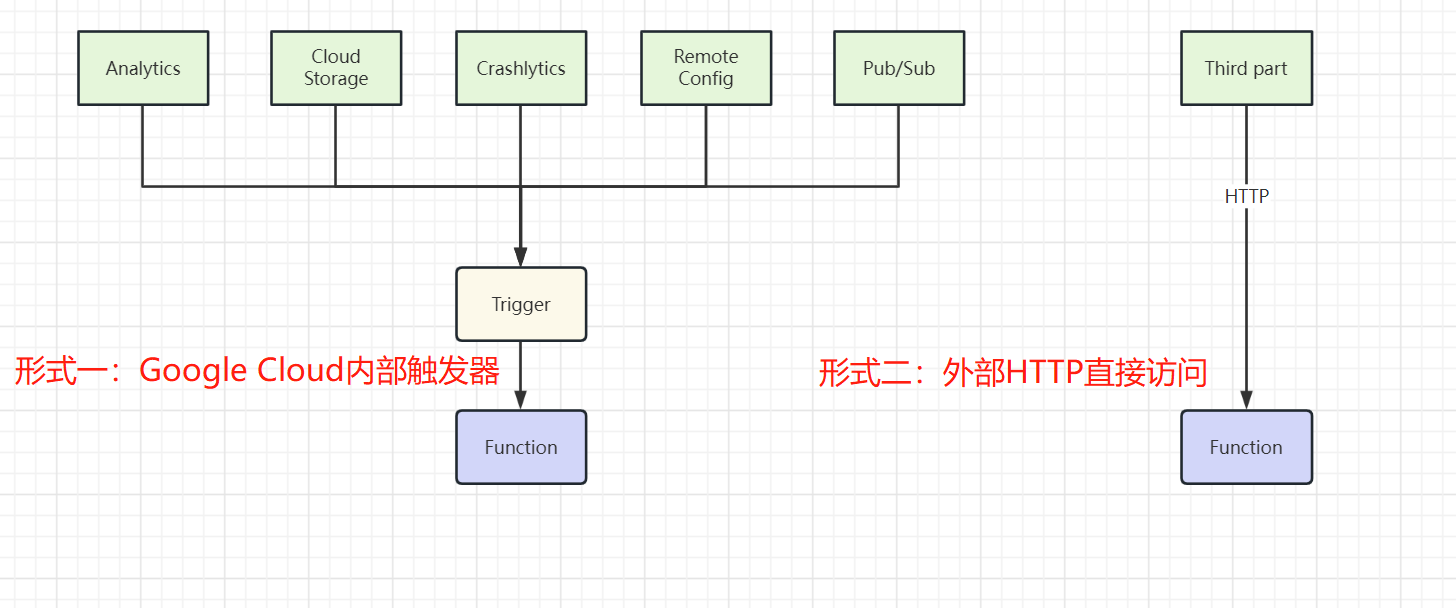 Analytics
Cloud
Storage
Crashlytics
Remote
Config
Pub/Sub
Third part
HTTP
Trigger
形式一：Google Cloud内部触发器
形式二：外部HTTP直接访问
Function
Function